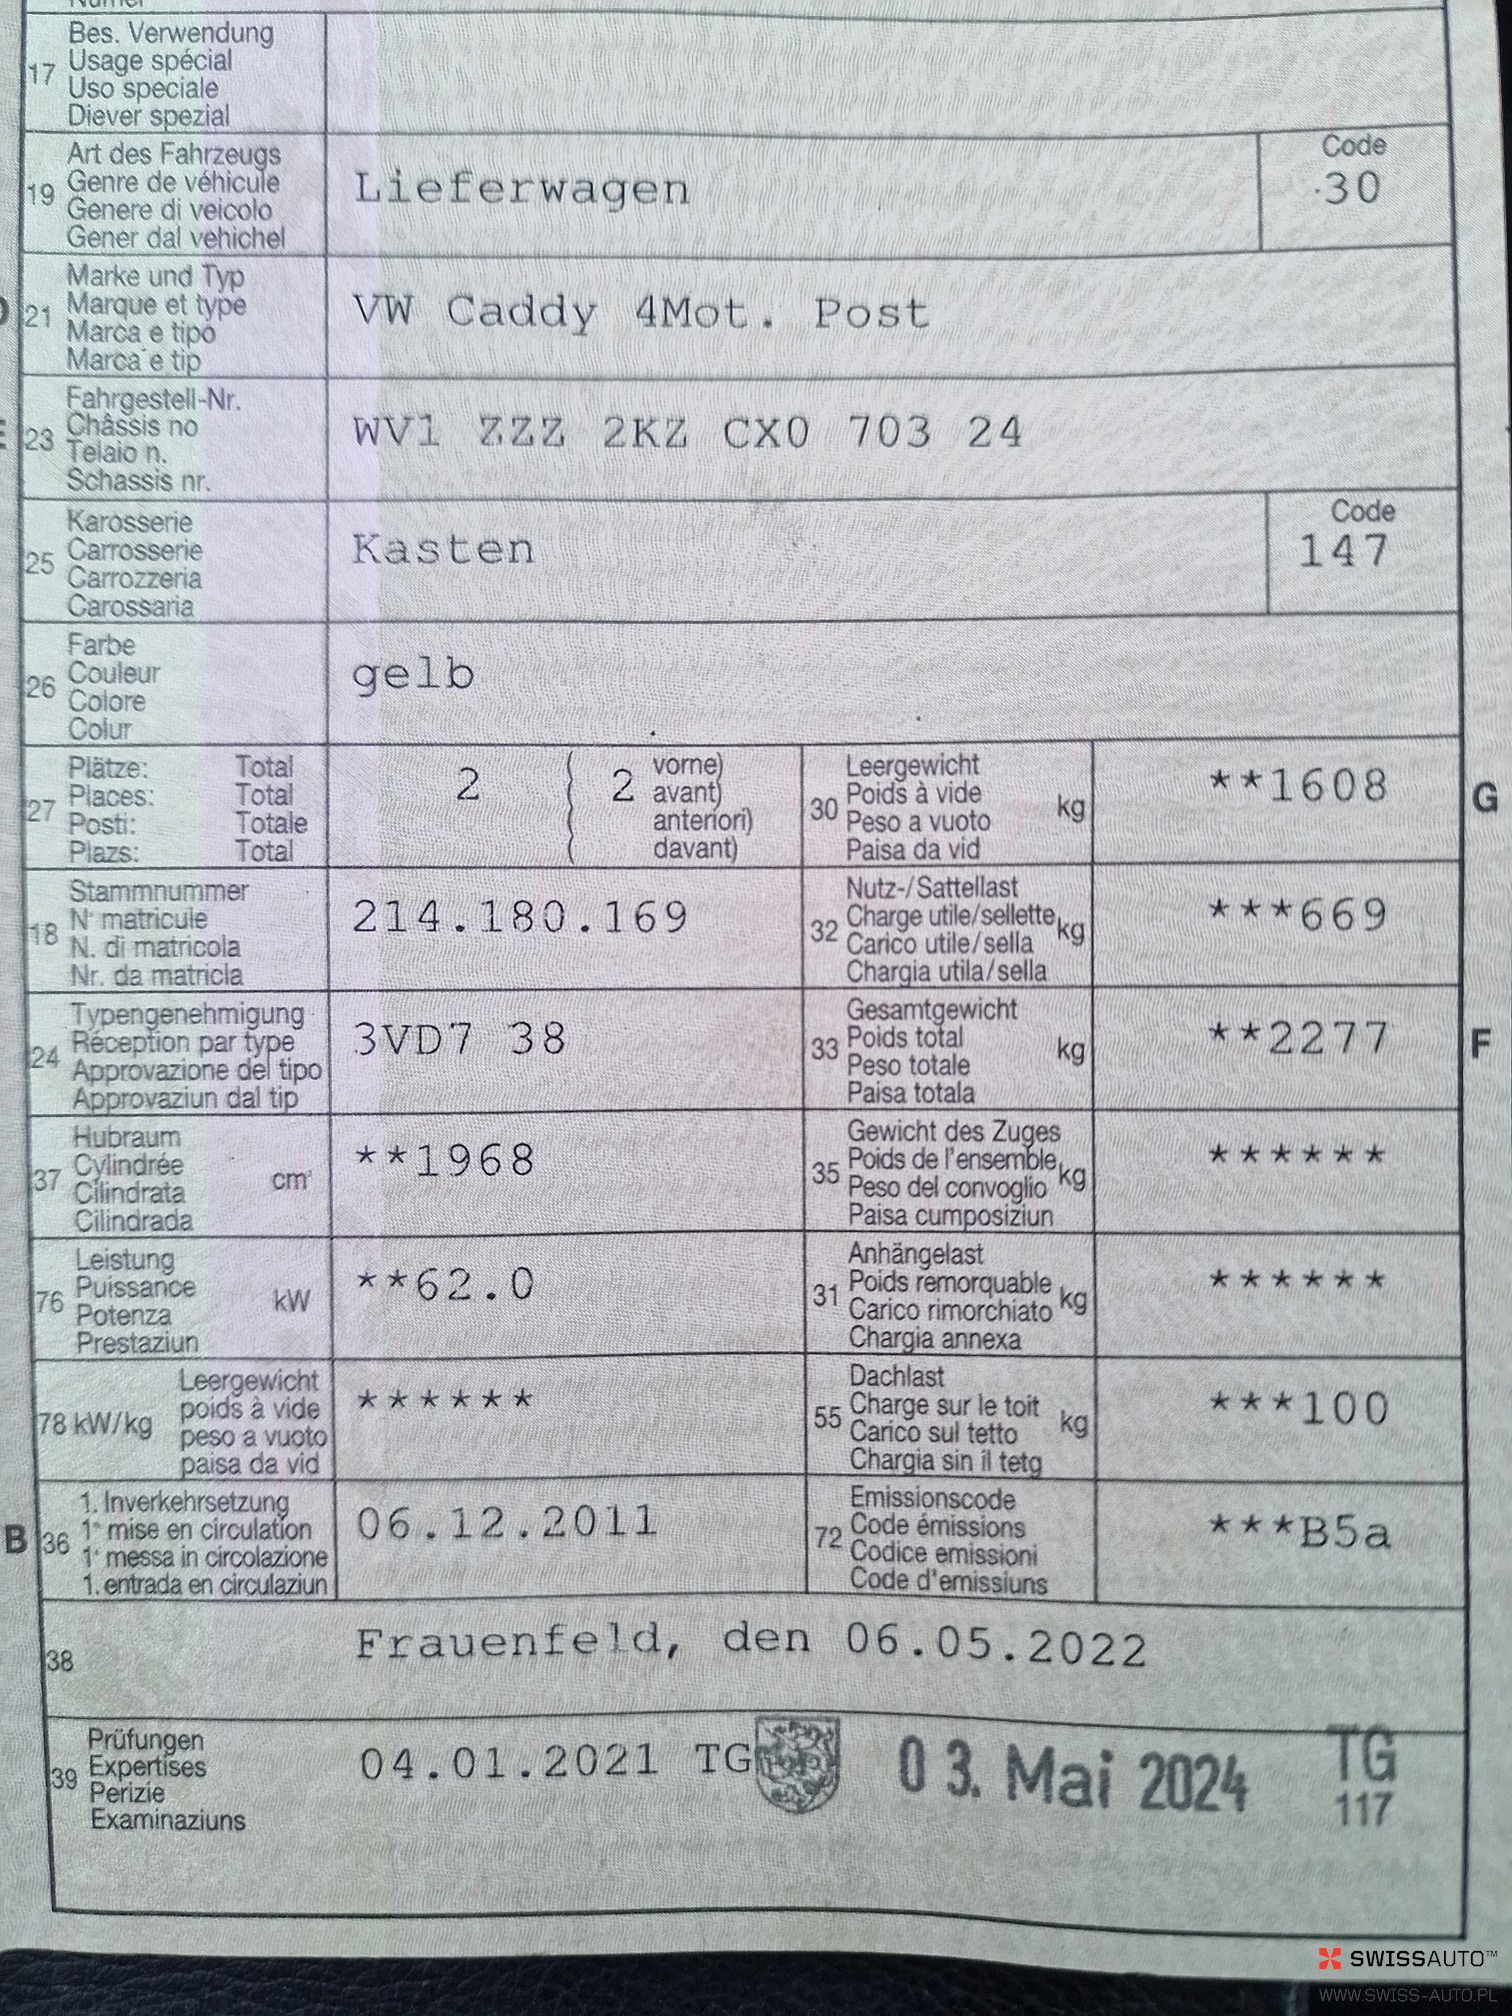 17 Bes. Verwendung
Usage spécial
Uso speciale
Diever spezial
19 Art des Fahrzeugs
Genre de véhicule
Genere di veicolo
Gener dal vehichel
Lieferwagen
Code
30
21 Marke und Typ
Marque et type
Marca e tipo
Marca e tip
VW Caddy 4Mot. Post
23 Fahrgestell-Nr.
Châssis no
Telaio n.
Schassis nr.
WV1 ZZZ 2KZ CX0 703 24
25 Karosserie
Carrosserie
Carrozzeria
Carossaria
Kasten
Code
147
26 Farbe
Couleur
Colore
Colur
gelb
27 Plätze: Total
Places: Total
Posti: Totale
Plazs: Total
2 ( 2 vorne)
avant)
anteriori)
( davant)
30 Leergewicht
Poids à vide
Peso a vuoto
Paisa da vid
kg
**1608
G
18 Stammnummer
N° matricule
N. di matricola
Nr. da matricla
214.180.169
32 Nutz-/Sattellast
Charge utile/sellette
Carico utile/sella
Chargia utila/sella
kg
***669
24 Typengenehmigung
Réception par type
Approvazione del tipo
Approvaziun dal tip
3VD7 38
33 Gesamtgewicht
Poids total
Peso totale
Paisa totala
kg
**2277
F
37 Hubraum
Cylindrée
Cilindrata
Cilindrada
cm³
**1968
35 Gewicht des Zuges
Poids de l'ensemble
Peso del convoglio
Paisa cumposiziun
kg
******
76 Leistung
Puissance
Potenza
Prestaziun
kW
**62.0
31 Anhängelast
Poids remorquable
Carico rimorchiato
Chargia annexa
kg
******
78 kW/kg
Leergewicht
poids à vide
peso a vuoto
paisa da vid
******
55 Dachlast
Charge sur le toit
Carico sul tetto
Chargia sin il tetg
kg
***100
B
36 1. Inverkehrsetzung
1e mise en circulation
1a messa in circolazione
1. entrada en circulaziun
06.12.2011
72 Emissionscode
Code émissions
Codice emissioni
Code d'emissiuns
***B5a
38
Frauenfeld, den 06.05.2022
39 Prüfungen
Expertises
Perizie
Examinaziuns
04.01.2021 TG
03. Mai 2024
TG
117
SWISSAUTO™
WWW.SWISS-AUTO.PL